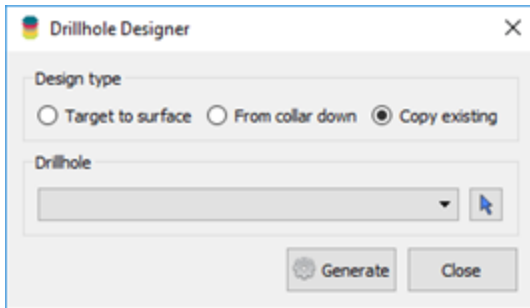 Drillhole Designer
Design type
Target to surface From collar down Copy existing
Drillhole
Generate Close